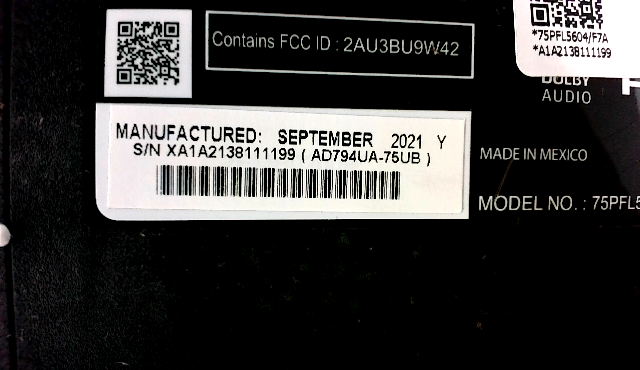 Contains FCC ID : 2AU3BU9W42
*75PFL5604/F7A
*A1A2138111199
DOLBY
AUDIO
MANUFACTURED: SEPTEMBER 2021 Y
S/N XA1A2138111199 ( AD794UA-75UB )
MADE IN MEXICO
MODEL NO. : 75PFL5